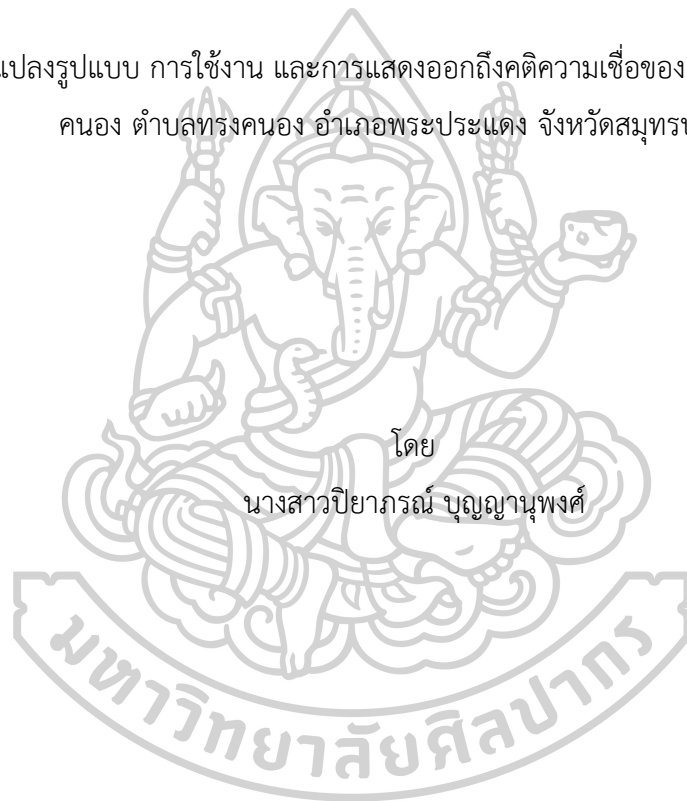 แปลงรูปแบบ การใช้งาน และการแสดงออกถึงคติความเชื่อของ
คนอง ตำบลทรงคนอง อำเภอพระประแดง จังหวัดสมุทรป
โดย
นางสาวปิยาภรณ์ บุญญานุพงศ์
มหาวิทยาลัยศิลปากร